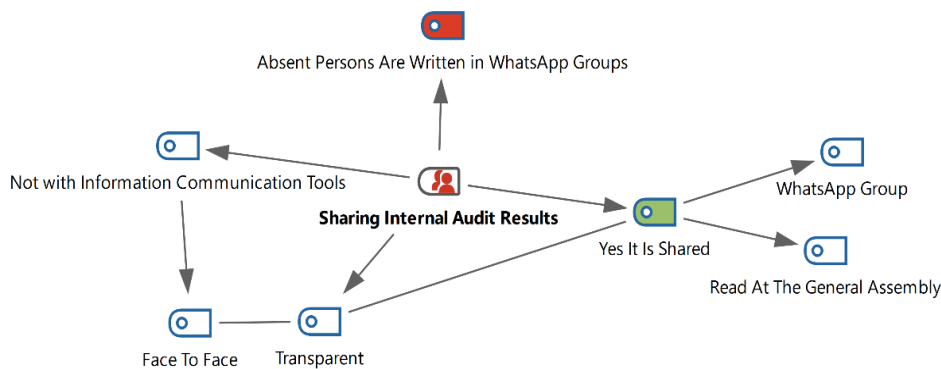 Absent Persons Are Written in WhatsApp Groups
Not with Information Communication Tools
WhatsApp Group
Sharing Internal Audit Results
Yes It Is Shared
Read At The General Assembly
Face To Face
Transparent